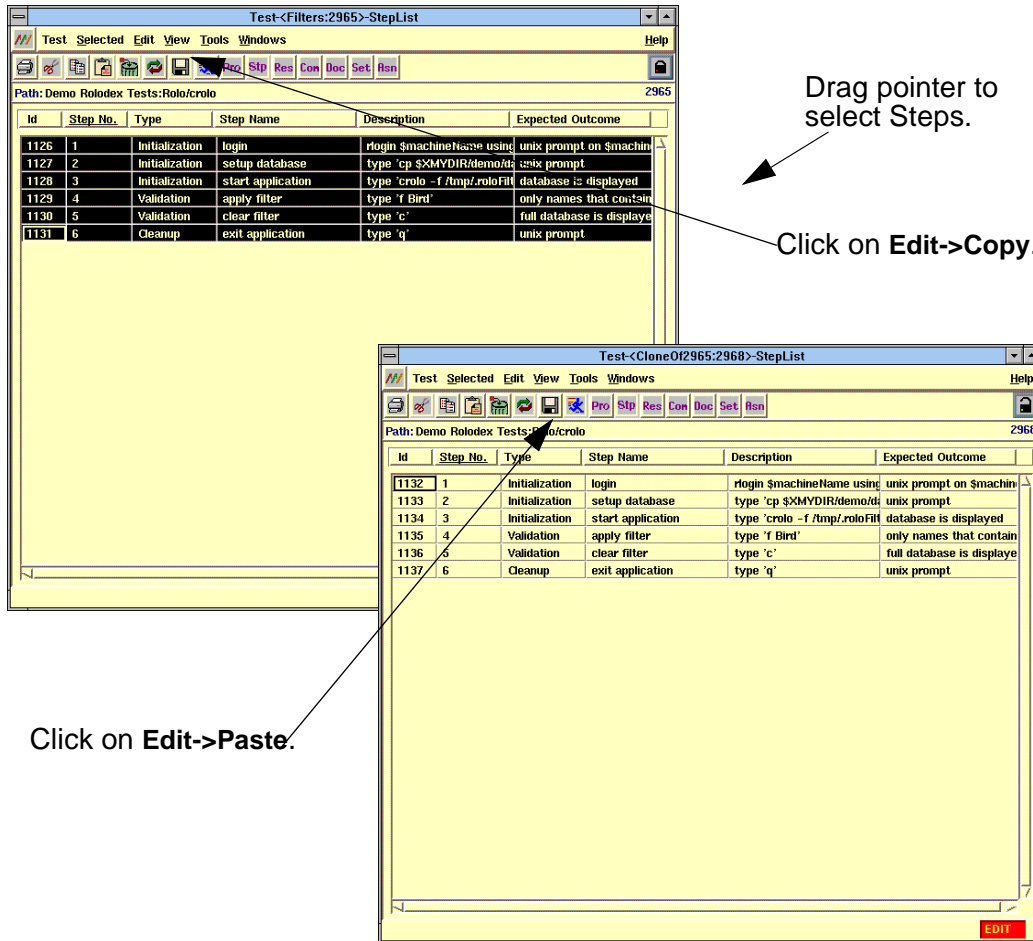 Test-<Filters:2965>-StepList
Test Selected Edit View Tools Windows Help
Pro Stp Res Com Doc Set Asn
Path: Demo Rolodex Tests:Rolo/crolo 2965
Id Step No. Type Step Name Description Expected Outcome
1126 1 Initialization login rlogin $machineName using unix prompt on $machin
1127 2 Initialization setup database type 'cp $XMYDIR/demo/da unix prompt
1128 3 Initialization start application type 'crolo -f /tmp/.roloFilt database is displayed
1129 4 Validation apply filter type 'f Bird' only names that contain
1130 5 Validation clear filter type 'c' full database is displaye
1131 6 Cleanup exit application type 'q' unix prompt
Drag pointer to
select Steps.
Click on Edit->Copy.
Test-<CloneOf2965:2968>-StepList
Test Selected Edit View Tools Windows Help
Pro Stp Res Com Doc Set Asn
Path: Demo Rolodex Tests:Rolo/crolo 2968
Id Step No. Type Step Name Description Expected Outcome
1132 1 Initialization login rlogin $machineName using unix prompt on $machin
1133 2 Initialization setup database type 'cp $XMYDIR/demo/da unix prompt
1134 3 Initialization start application type 'crolo -f /tmp/.roloFilt database is displayed
1135 4 Validation apply filter type 'f Bird' only names that contain
1136 5 Validation clear filter type 'c' full database is displaye
1137 6 Cleanup exit application type 'q' unix prompt
Click on Edit->Paste.
EDIT